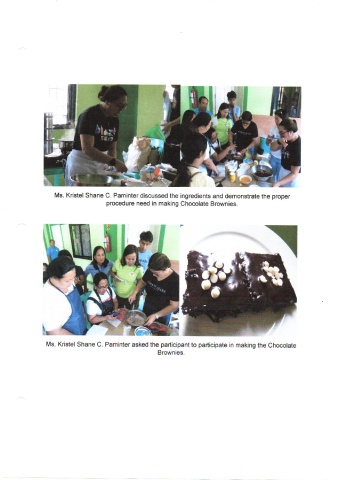 Ms. Kristel Shane C. Paminter discussed the ingredients and demonstrate the proper
procedure need in making Chocolate Brownies.
Ms. Kristel Shane C. Paminter asked the participant to participate in making the Chocolate
Brownies.